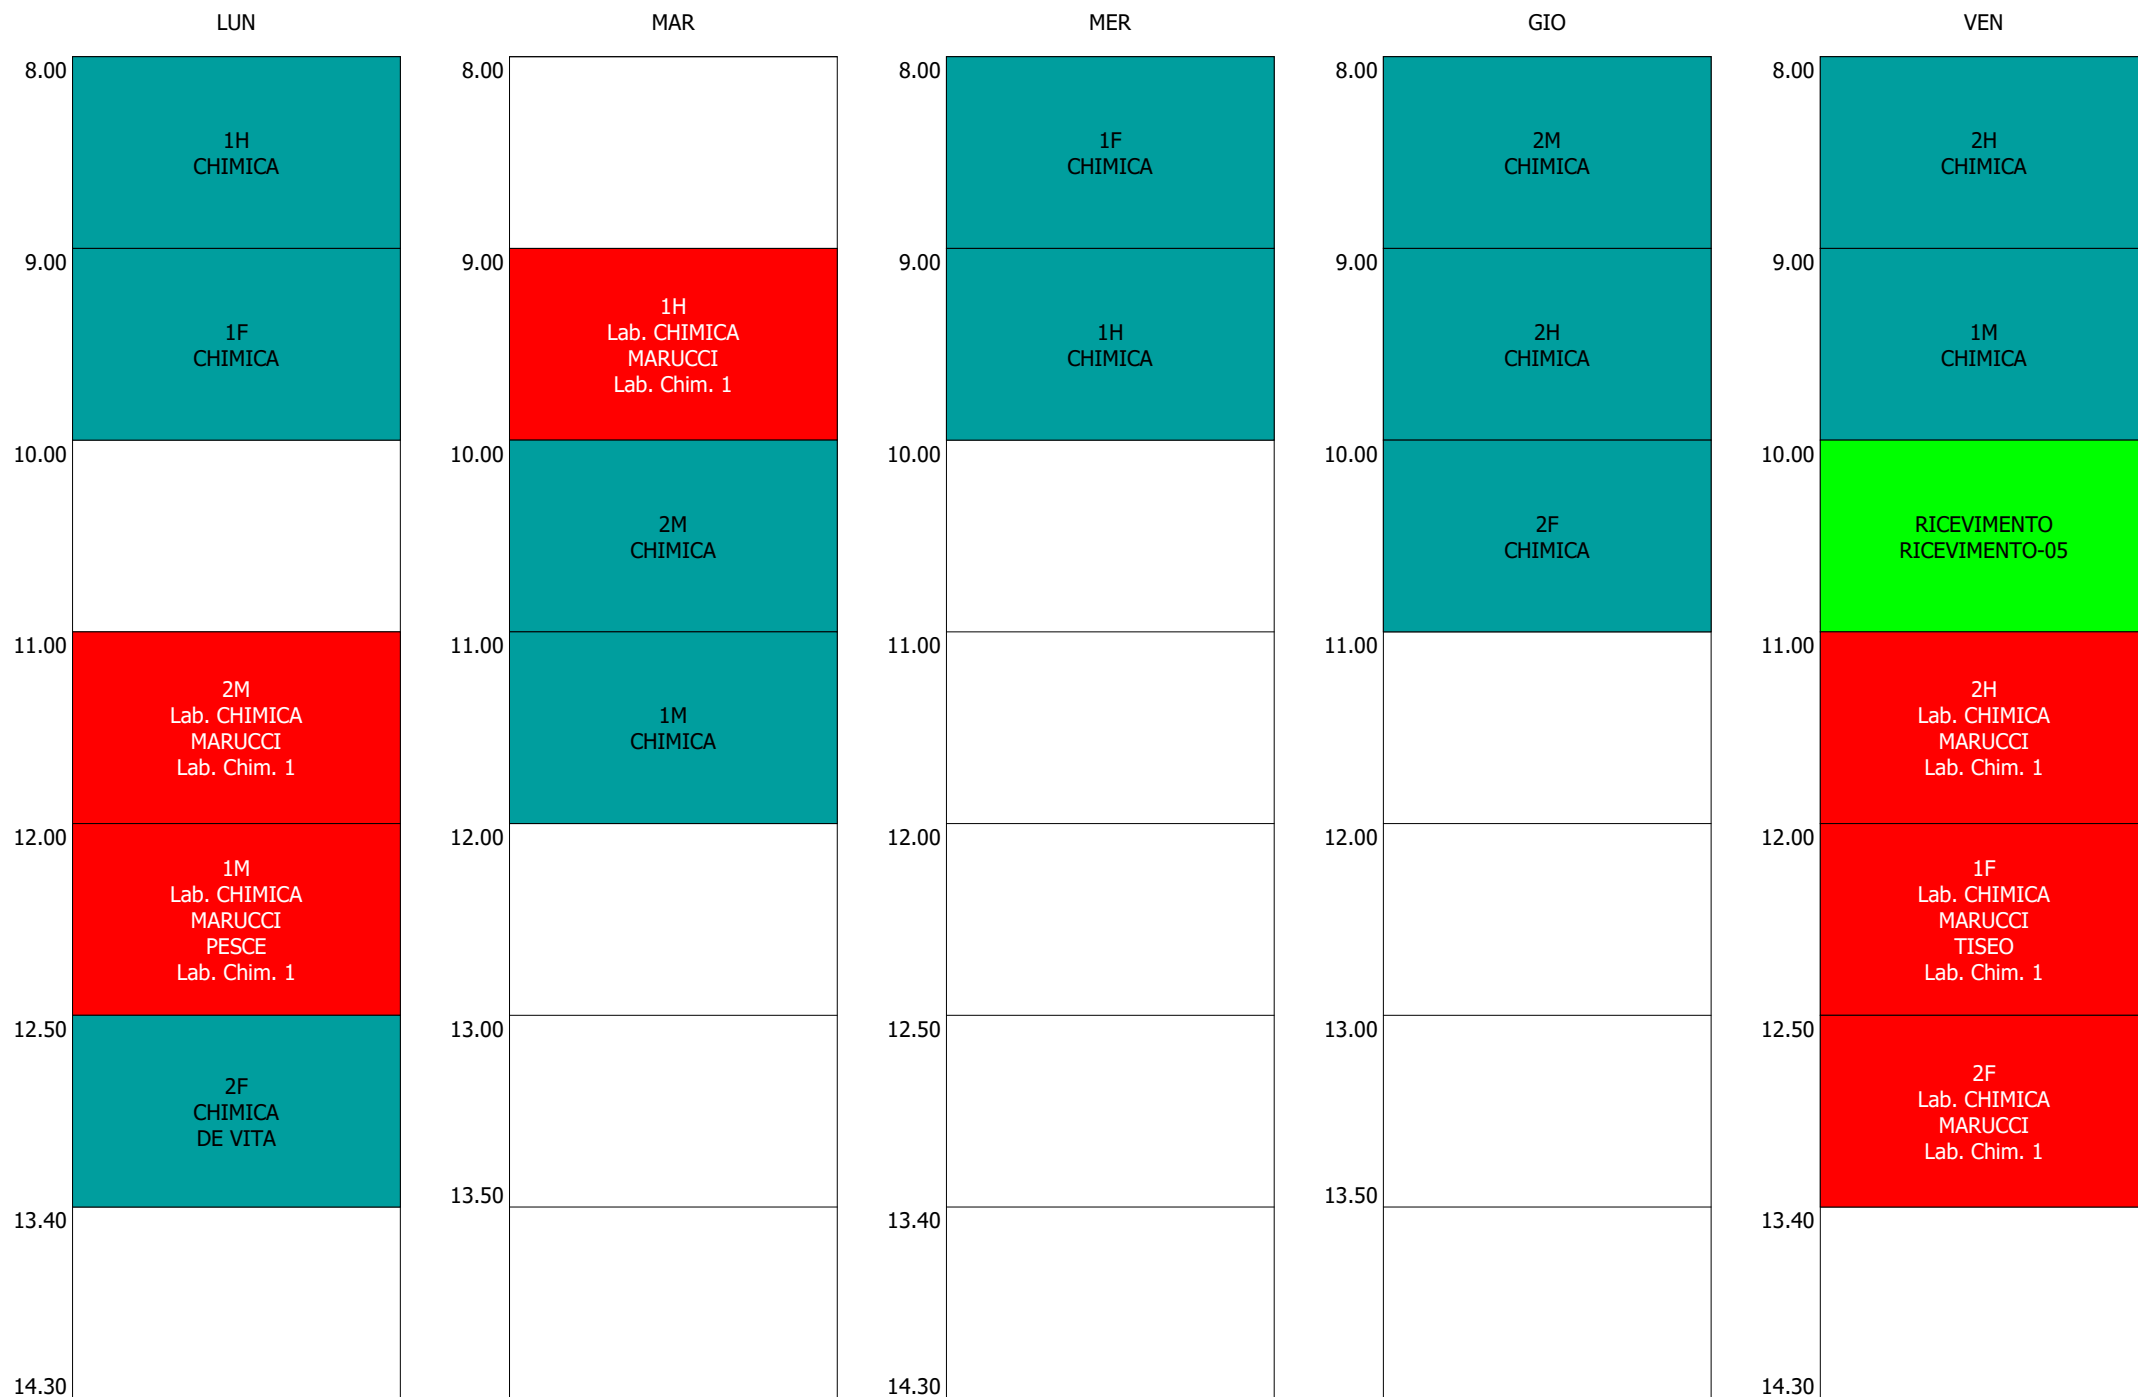 LUN
8.00
1H
CHIMICA
9.00
1F
CHIMICA
10.00
11.00
2M
Lab. CHIMICA
MARUCCI
Lab. Chim. 1
12.00
1M
Lab. CHIMICA
MARUCCI
PESCE
Lab. Chim. 1
12.50
2F
CHIMICA
DE VITA
13.40
14.30
MAR
8.00
9.00
1H
Lab. CHIMICA
MARUCCI
Lab. Chim. 1
10.00
2M
CHIMICA
11.00
1M
CHIMICA
12.00
13.00
13.50
MER
8.00
1F
CHIMICA
9.00
1H
CHIMICA
10.00
11.00
12.00
12.50
13.40
14.30
GIO
8.00
2M
CHIMICA
9.00
2H
CHIMICA
10.00
2F
CHIMICA
11.00
12.00
13.00
13.50
VEN
8.00
2H
CHIMICA
9.00
1M
CHIMICA
10.00
RICEVIMENTO
RICEVIMENTO-05
11.00
2H
Lab. CHIMICA
MARUCCI
Lab. Chim. 1
12.00
1F
Lab. CHIMICA
MARUCCI
TISEO
Lab. Chim. 1
12.50
2F
Lab. CHIMICA
MARUCCI
Lab. Chim. 1
13.40
14.30